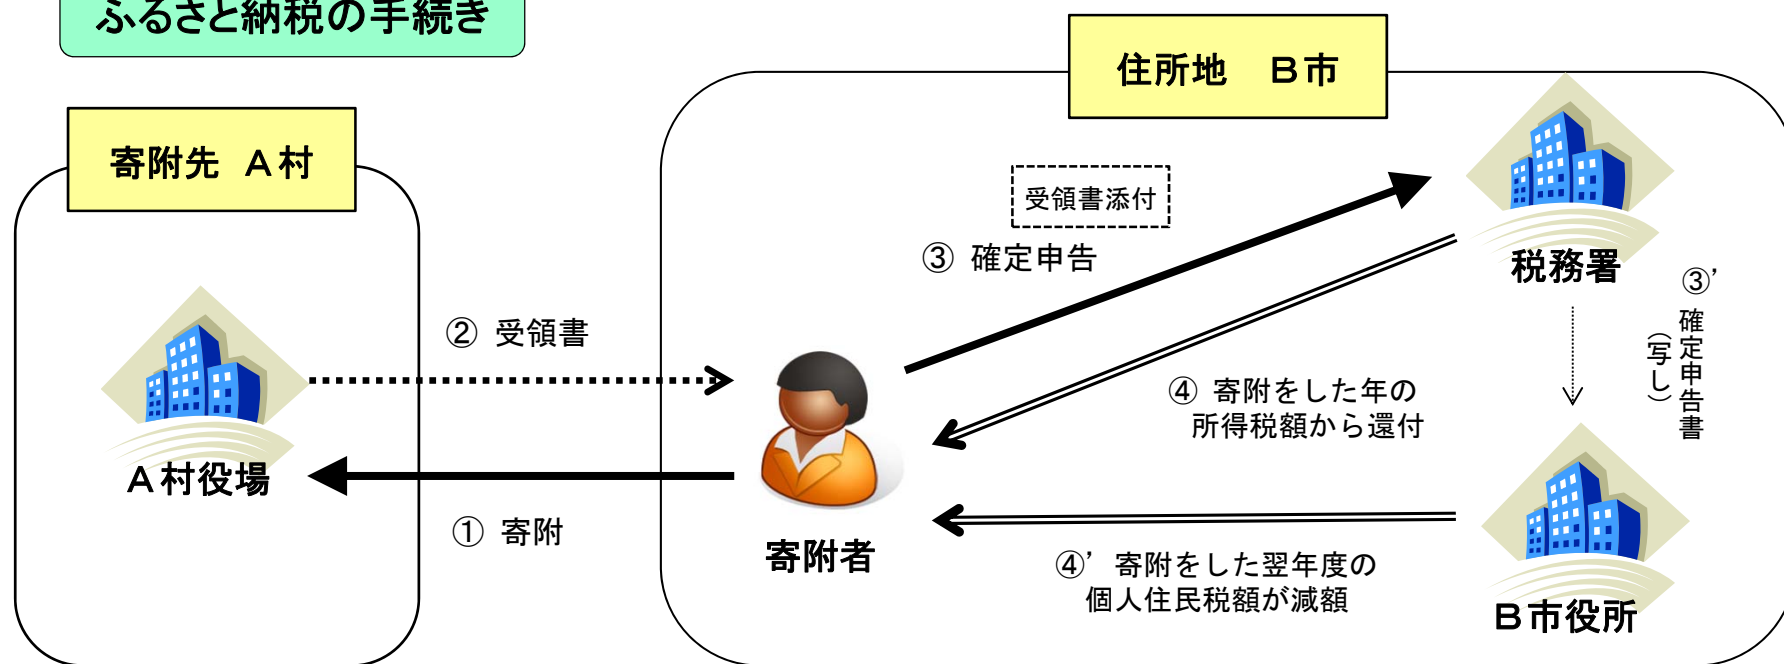 ふるさと納税の手続き
住所地　Ｂ市
寄附先 Ａ村
受領書添付
③ 確定申告
税務署
③’
確定申告書
（写し）
② 受領書
④ 寄附をした年の
所得税額から還付
Ａ村役場
① 寄附
寄附者
④’ 寄附をした翌年度の
個人住民税額が減額
Ｂ市役所